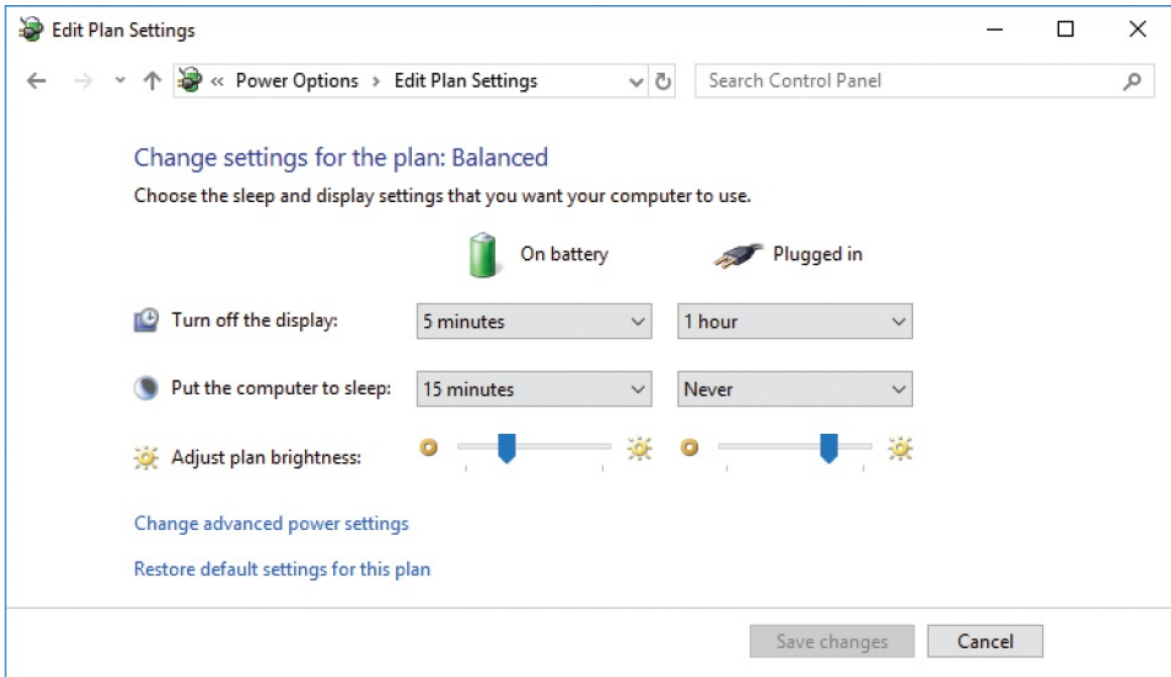 Edit Plan Settings
« Power Options > Edit Plan Settings
Search Control Panel
Change settings for the plan: Balanced
Choose the sleep and display settings that you want your computer to use.
On battery Plugged in
Turn off the display: 5 minutes 1 hour
Put the computer to sleep: 15 minutes Never
Adjust plan brightness:
Change advanced power settings
Restore default settings for this plan
Save changes Cancel